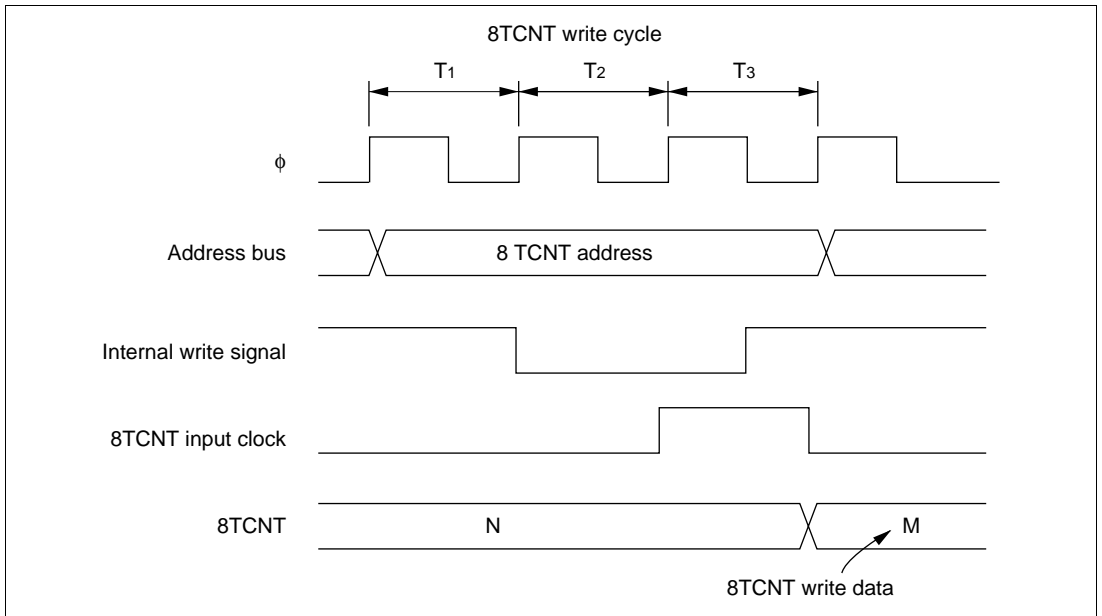 8TCNT write cycle
T1 T2 T3
ϕ
Address bus
8 TCNT address
Internal write signal
8TCNT input clock
8TCNT
N
M
8TCNT write data